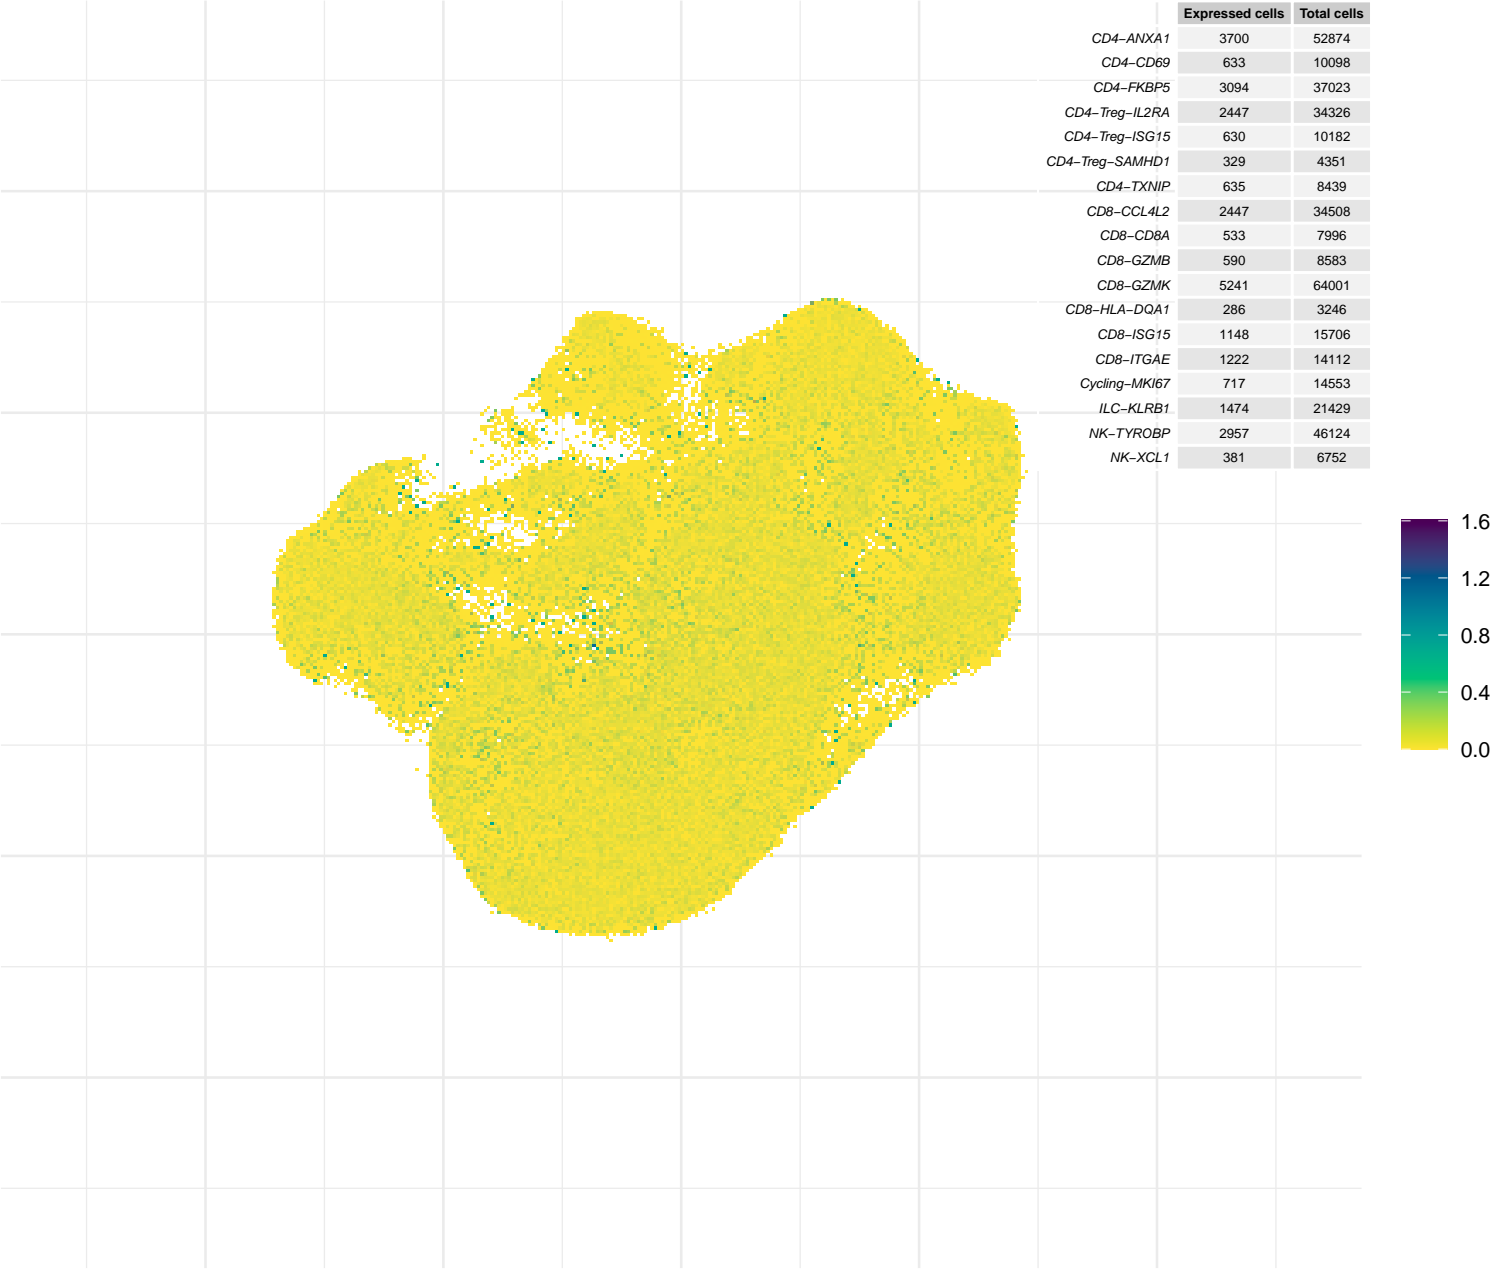 Expressed cells Total cells
CD4−ANXA1 3700 52874
CD4−CD69 633 10098
CD4−FKBP5 3094 37023
CD4−Treg−IL2RA 2447 34326
CD4−Treg−ISG15 630 10182
CD4−Treg−SAMHD1 329 4351
CD4−TXNIP 635 8439
CD8−CCL4L2 2447 34508
CD8−CD8A 533 7996
CD8−GZMB 590 8583
CD8−GZMK 5241 64001
CD8−HLA−DQA1 286 3246
CD8−ISG15 1148 15706
CD8−ITGAE 1222 14112
Cycling−MKI67 717 14553
ILC−KLRB1 1474 21429
NK−TYROBP 2957 46124
NK−XCL1 381 6752
1.6
1.2
0.8
0.4
0.0